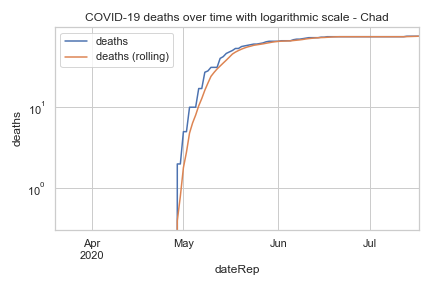 COVID-19 deaths over time with logarithmic scale - Chad
deaths
deaths (rolling)
10¹
10⁰
deaths
Apr
2020
May
Jun
Jul
dateRep